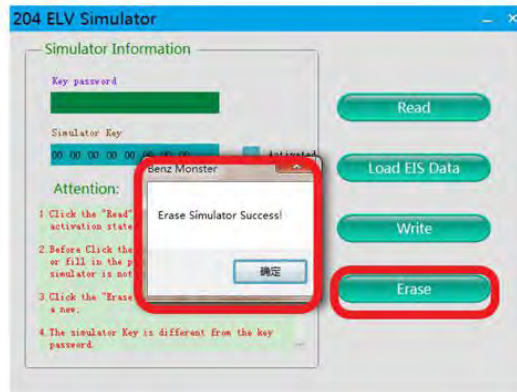 204 ELV Simulator
Simulator Information
Key password
Simulator Key
00 00 00 00 00 00 00 00
Activated
Attention:
1.Click the "Read"
activation state
2.Before Click the
or fill in the p
simulator is not
3.Click the "Erase
a new.
4.The simulator Key is different from the key
password.
Benz Monster
Erase Simulator Success!
确定
Read
Load EIS Data
Write
Erase